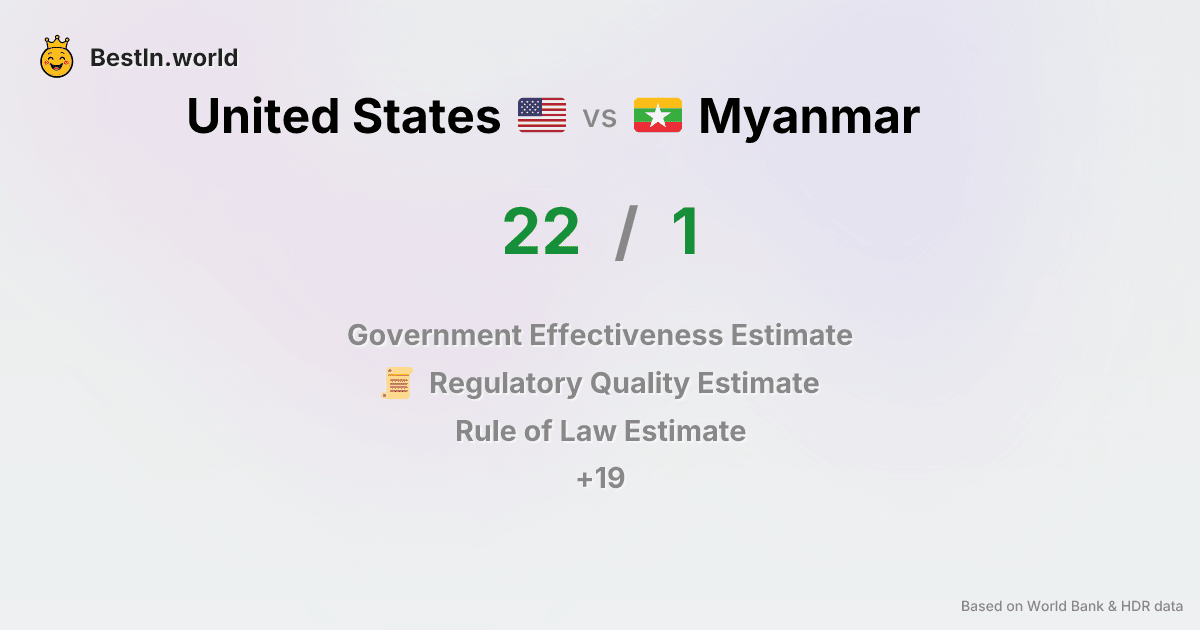 BestIn.world
United States vs Myanmar
22 / 1
Government Effectiveness Estimate
Regulatory Quality Estimate
Rule of Law Estimate
+19
Based on World Bank & HDR data